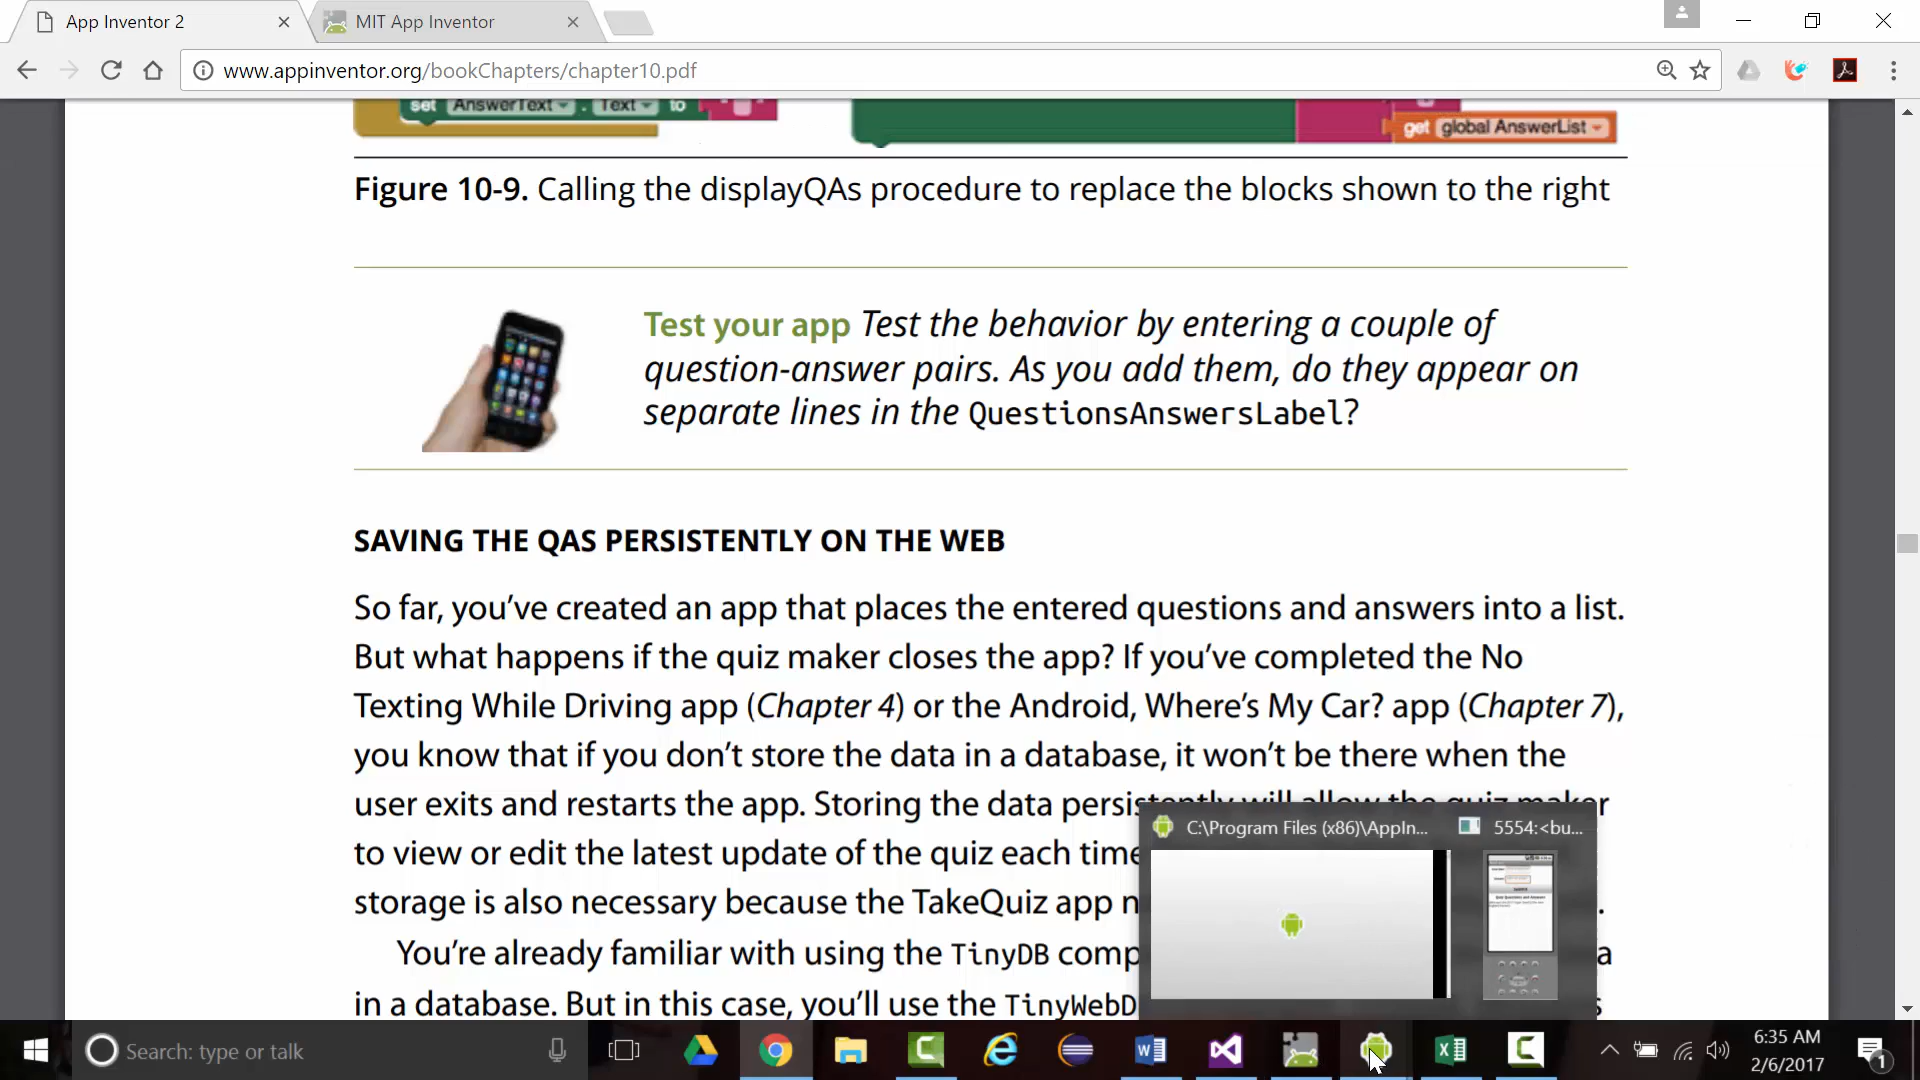 App Inventor 2
MIT App Inventor
www.appinventor.org/bookChapters/chapter10.pdf
set AnswerText . Text to
get global AnswerList
Figure 10-9. Calling the displayQAs procedure to replace the blocks shown to the right
Test your app Test the behavior by entering a couple of
question-answer pairs. As you add them, do they appear on
separate lines in the QuestionsAnswersLabel?
SAVING THE QAS PERSISTENTLY ON THE WEB
So far, you’ve created an app that places the entered questions and answers into a list.
But what happens if the quiz maker closes the app? If you’ve completed the No
Texting While Driving app (Chapter 4) or the Android, Where’s My Car? app (Chapter 7),
you know that if you don’t store the data in a database, it won’t be there when the
user exits and restarts the app. Storing the data persistently will allow the quiz maker
to view or edit the latest update of the quiz each time
storage is also necessary because the TakeQuiz app n
You’re already familiar with using the TinyDB comp
in a database. But in this case, you’ll use the TinyWebD
C:\Program Files (x86)\AppIn...
5554:<bu...
Search: type or talk
6:35 AM
2/6/2017
1